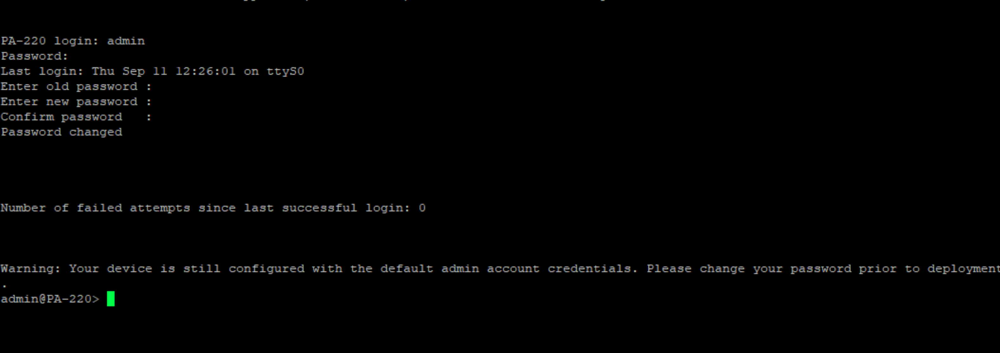 PA-220 login: admin
Password:
Last login: Thu Sep 11 12:26:01 on ttyS0
Enter old password :
Enter new password :
Confirm password   :
Password changed
Number of failed attempts since last successful login: 0
Warning: Your device is still configured with the default admin account credentials. Please change your password prior to deployment
.
admin@PA-220>